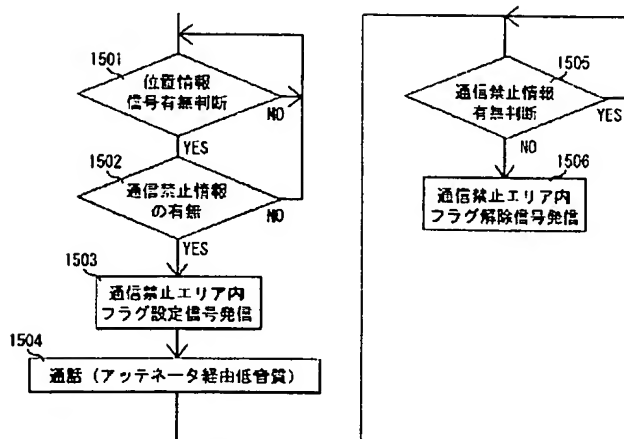 1501
位置情報
信号有無判断
NO
YES
1502
通信禁止情報
の有無
NO
YES
1503
通信禁止エリア内
フラグ設定信号発信
1504
通話（アッテネータ経由低音質）
1505
通信禁止情報
有無判断
YES
NO
1506
通信禁止エリア内
フラグ解除信号発信